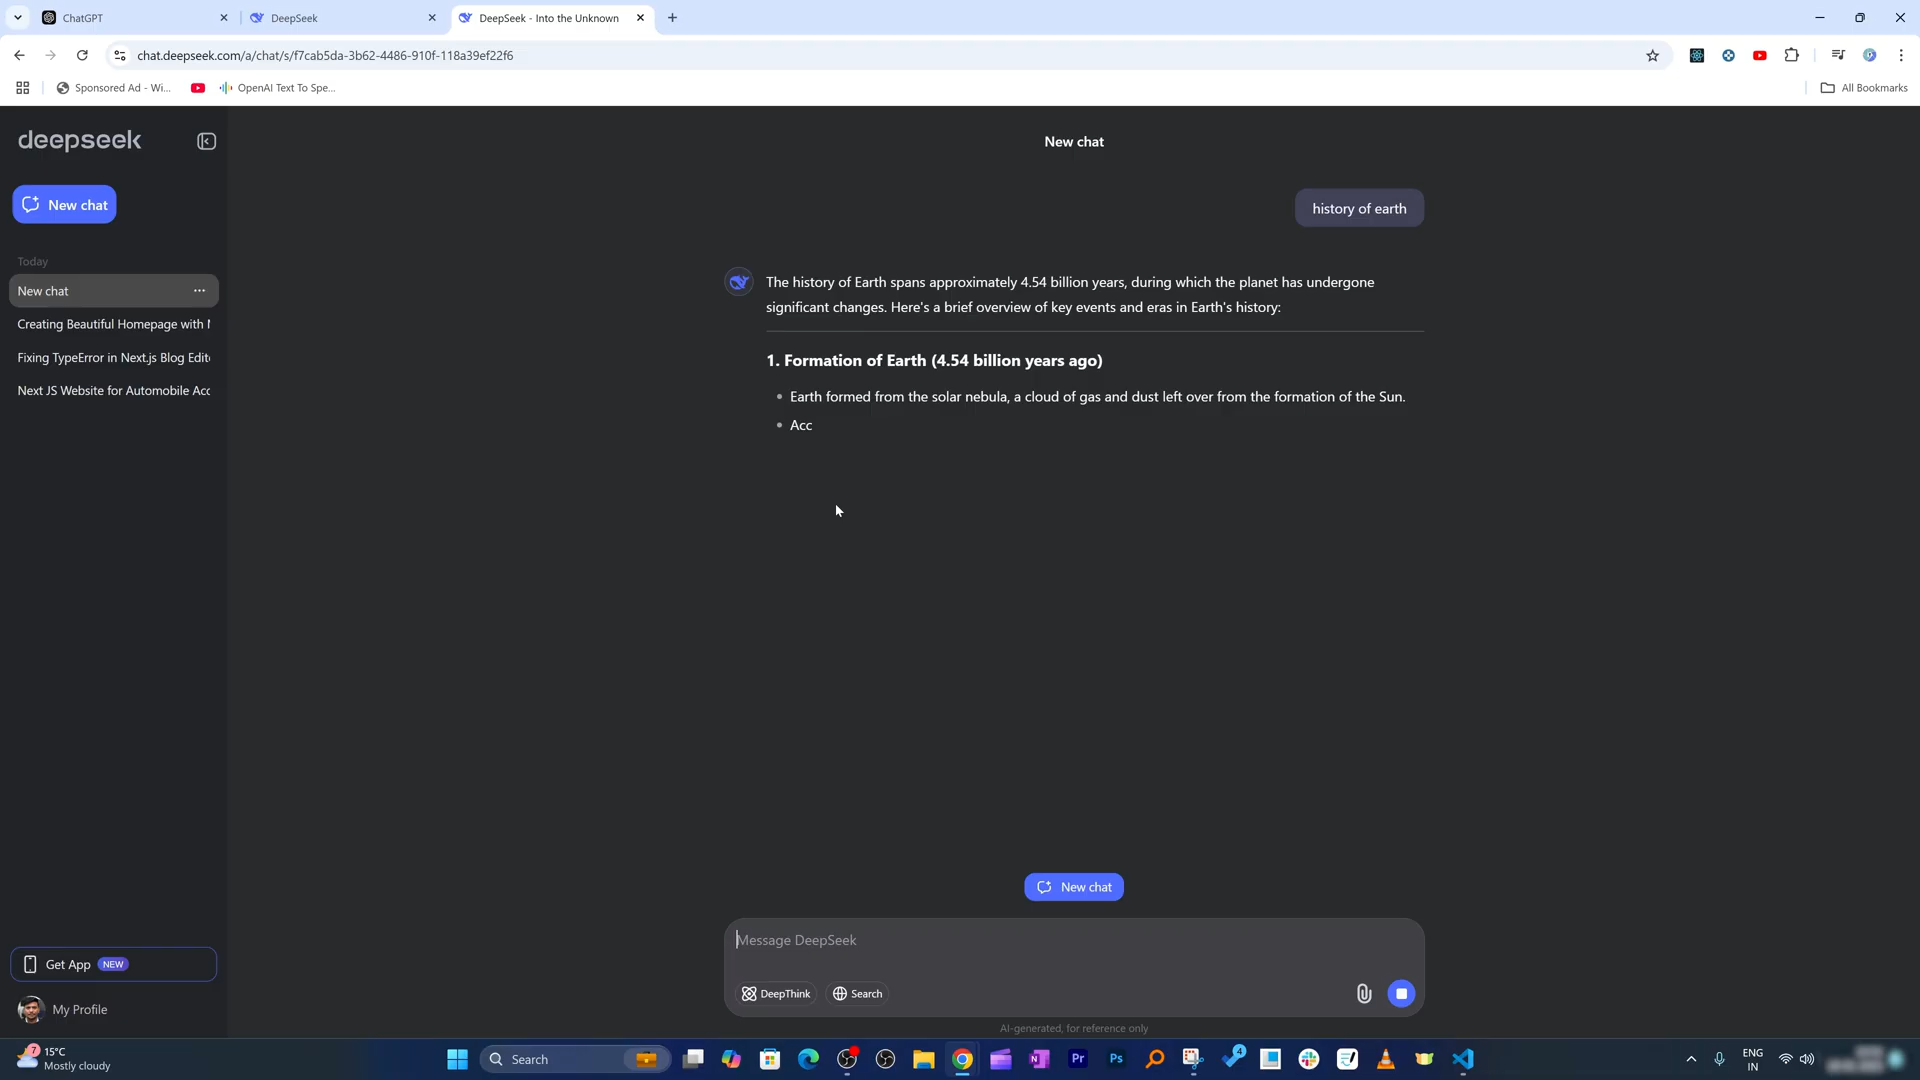 ChatGPT
DeepSeek
DeepSeek - Into the Unknown
chat.deepseek.com/a/chat/s/f7cab5da-3b62-4486-910f-118a39ef22f6
Sponsored Ad - Wi...
OpenAI Text To Spe...
All Bookmarks
deepseek
New chat
New chat
Today
New chat
Creating Beautiful Homepage with
Fixing TypeError in Next.js Blog Edit
Next JS Website for Automobile Acc
history of earth
The history of Earth spans approximately 4.54 billion years, during which the planet has undergone
significant changes. Here's a brief overview of key events and eras in Earth's history:
1. Formation of Earth (4.54 billion years ago)
• Earth formed from the solar nebula, a cloud of gas and dust left over from the formation of the Sun.
• Acc
New chat
Message DeepSeek
DeepThink
Search
AI-generated, for reference only
Get App NEW
My Profile
7
15°C
Mostly cloudy
Search
N
Pr
Ps
4
ENG
IN